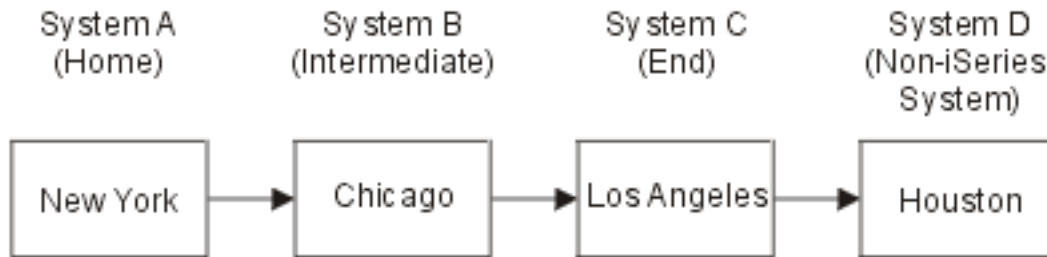 System A
(Home)
System B
(Intermediate)
System C
(End)
System D
(Non-iSeries
System)
New York
Chicago
Los Angeles
Houston